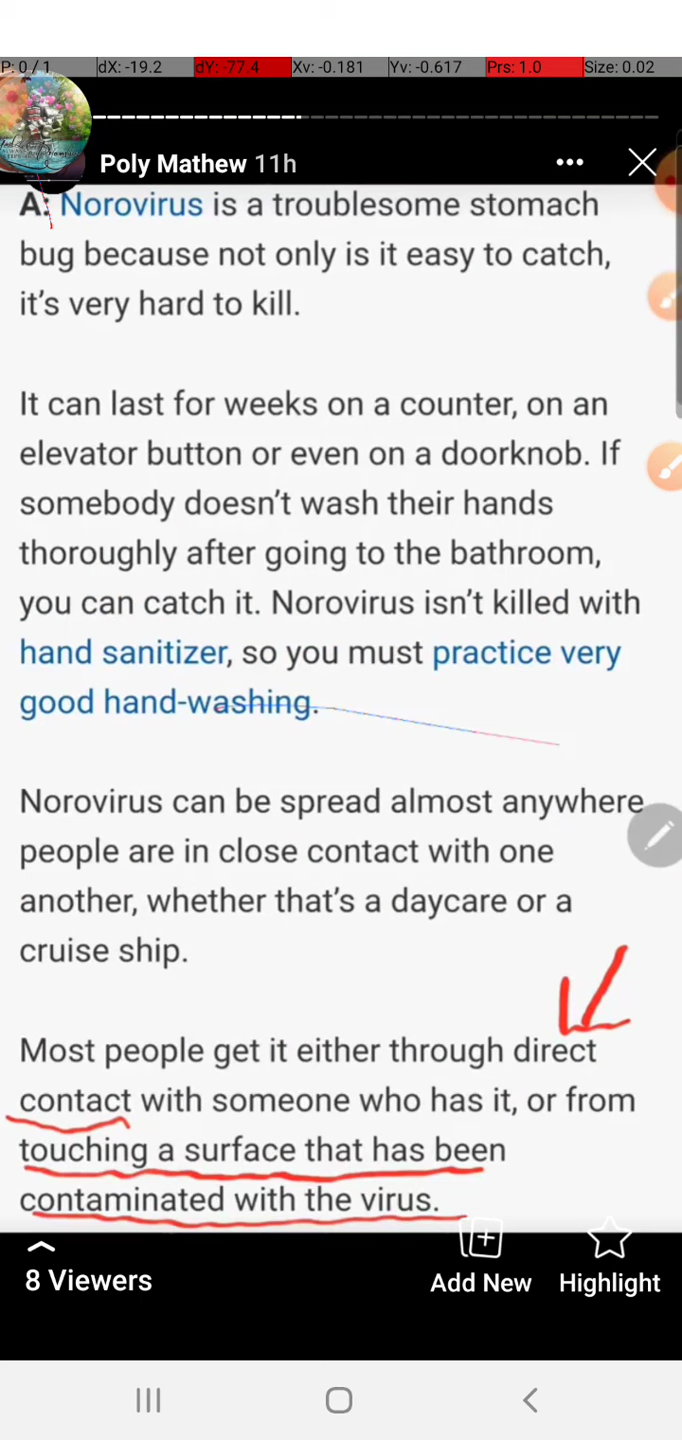 P: 0 / 1 dX: -19.2 dY: -77.4 Xv: -0.181 Yv: -0.617 Prs: 1.0 Size: 0.02
Poly Mathew 11h
A: Norovirus is a troublesome stomach
bug because not only is it easy to catch,
it's very hard to kill.
It can last for weeks on a counter, on an
elevator button or even on a doorknob. If
somebody doesn't wash their hands
thoroughly after going to the bathroom,
you can catch it. Norovirus isn't killed with
hand sanitizer, so you must practice very
good hand-washing.
Norovirus can be spread almost anywhere
people are in close contact with one
another, whether that's a daycare or a
cruise ship.
Most people get it either through direct
contact with someone who has it, or from
touching a surface that has been
contaminated with the virus.
8 Viewers
Add New
Highlight